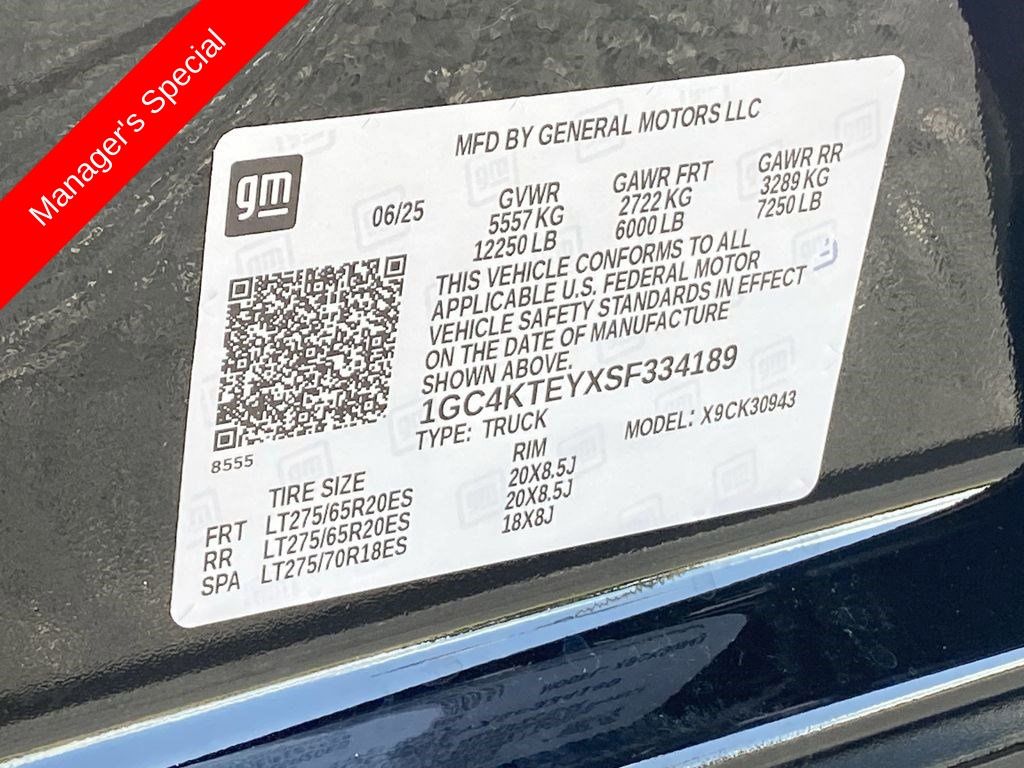 Manager's Special
MFD BY GENERAL MOTORS LLC
gm
06/25
GVWR
5557 KG
12250 LB
GAWR FRT
2722 KG
6000 LB
GAWR RR
3289 KG
7250 LB
THIS VEHICLE CONFORMS TO ALL
APPLICABLE U.S. FEDERAL MOTOR
VEHICLE SAFETY STANDARDS IN EFFECT
ON THE DATE OF MANUFACTURE
SHOWN ABOVE.
1GC4KTEYXSF334189
TYPE: TRUCK
MODEL: X9CK30943
8555
TIRE SIZE RIM
FRT LT275/65R20ES 20X8.5J
RR LT275/65R20ES 20X8.5J
SPA LT275/70R18ES 18X8J